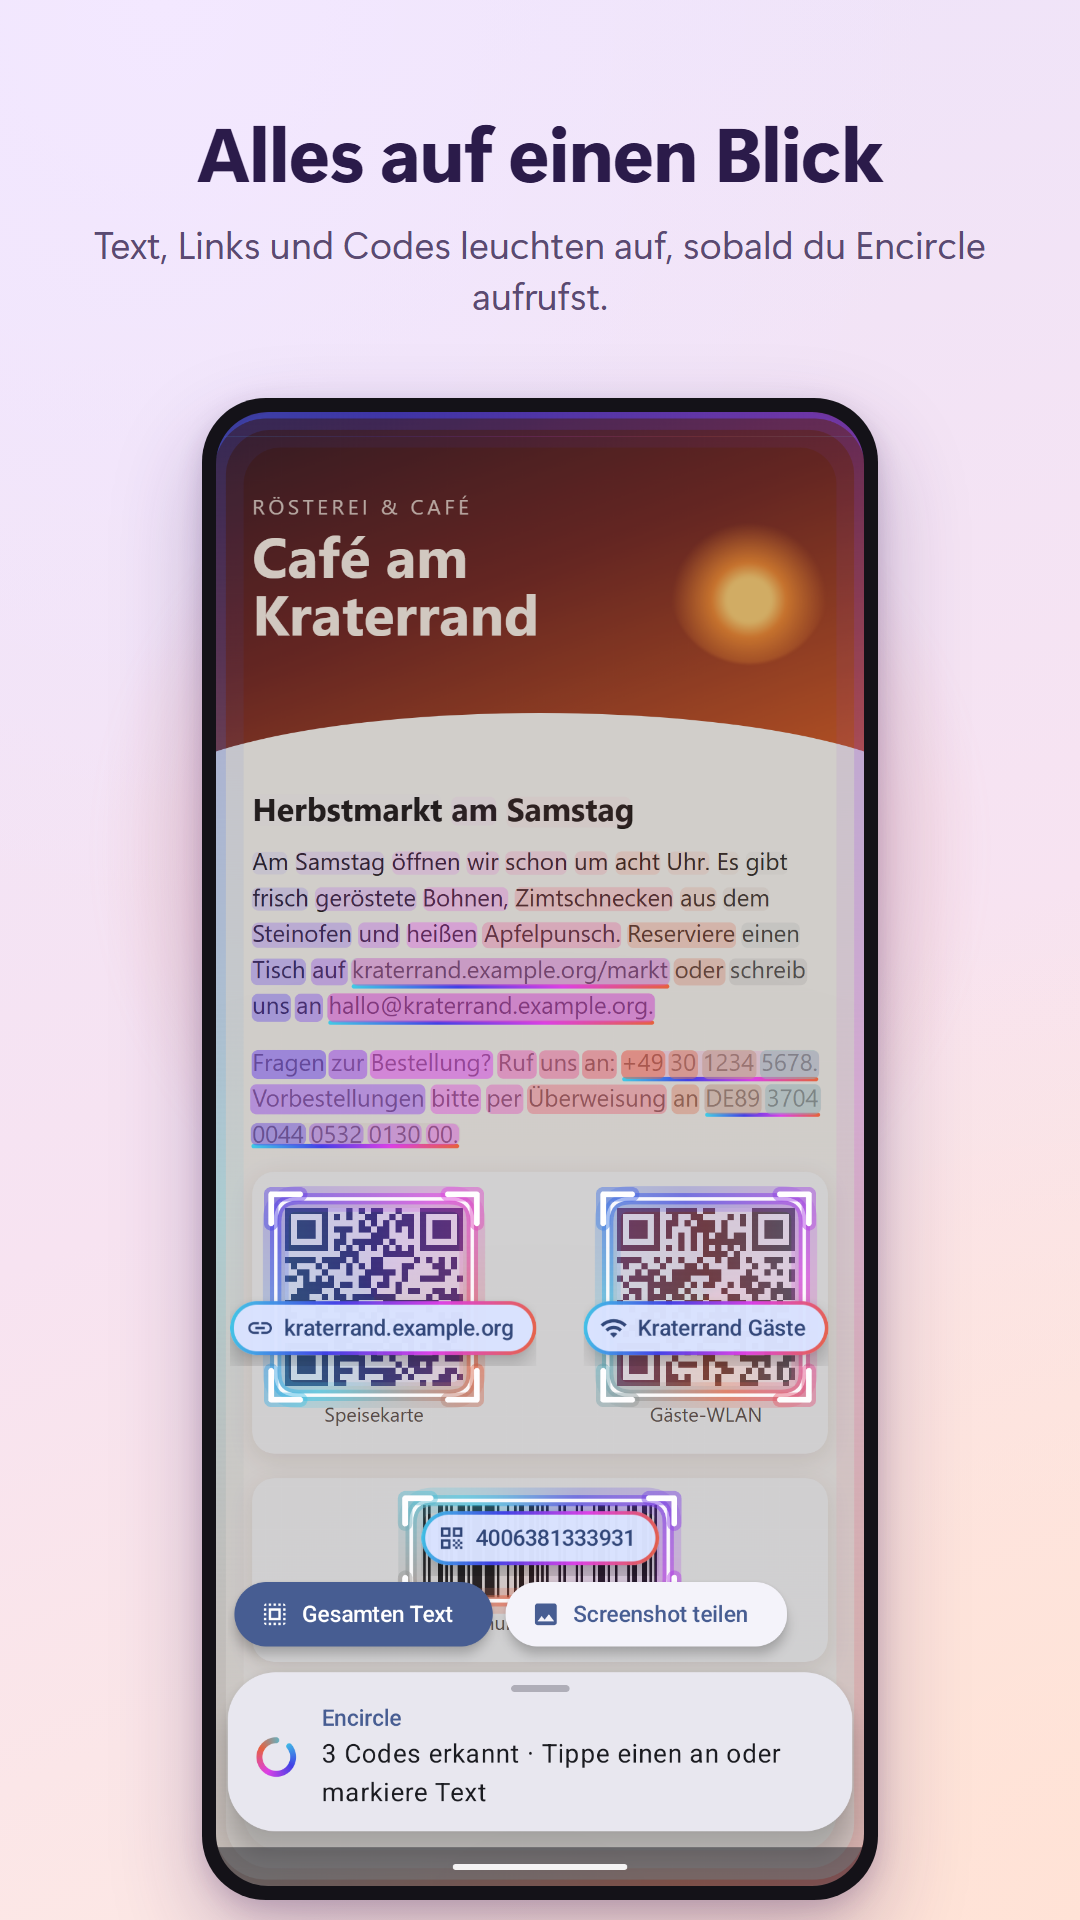 Alles auf einen Blick
Text, Links und Codes leuchten auf, sobald du Encircle
aufrufst.
RÖSTEREI & CAFÉ
Café am
Kraterrand
Herbstmarkt am Samstag
Am Samstag öffnen wir schon um acht Uhr. Es gibt
frisch geröstete Bohnen, Zimtschnecken aus dem
Steinofen und heißen Apfelpunsch. Reserviere einen
Tisch auf kraterrand.example.org/markt oder schreib
uns an hallo@kraterrand.example.org.
Fragen zur Bestellung? Ruf uns an: +49 30 1234 5678.
Vorbestellungen bitte per Überweisung an DE89 3704
0044 0532 0130 00.
kraterrand.example.org
Kraterrand Gäste
Speisekarte
Gäste-WLAN
4006381333931
Gesamten Text
Screenshot teilen
Encircle
3 Codes erkannt · Tippe einen an oder
markiere Text